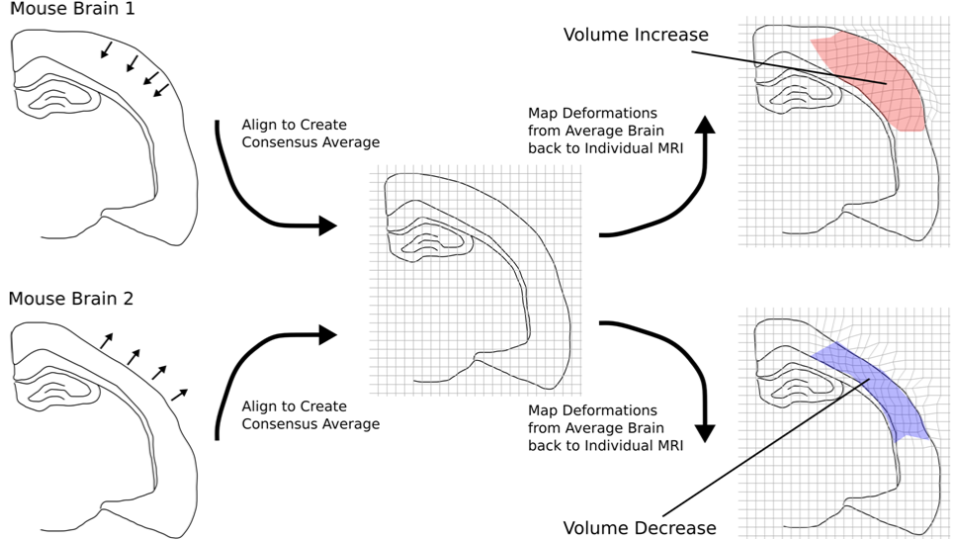 Mouse Brain 1
Volume Increase
Align to Create
Consensus Average
Map Deformations
from Average Brain
back to Individual MRI
Mouse Brain 2
Align to Create
Consensus Average
Map Deformations
from Average Brain
back to Individual MRI
Volume Decrease